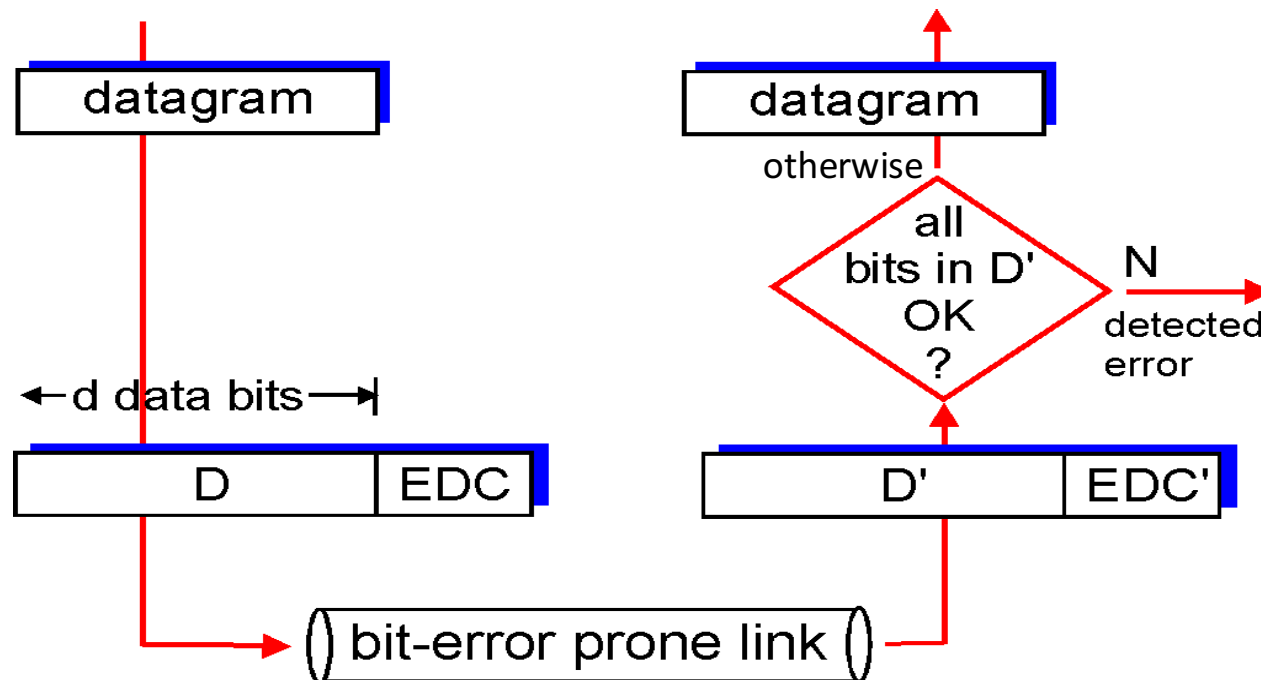 datagram
d data bits
D
EDC
bit-error prone link
datagram
otherwise
all
bits in D'
OK
?
N
detected
error
D'
EDC'